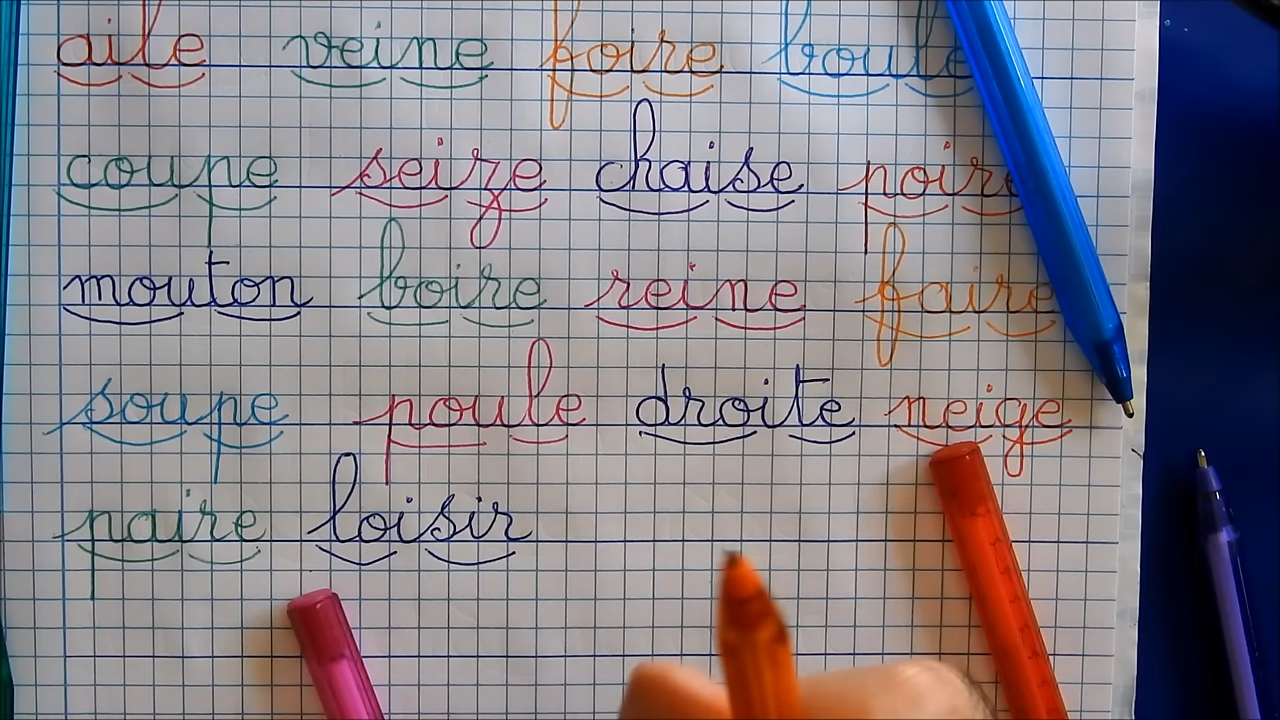 aile veine foire boule
coupe seize chaise poire
mouton boire reine faire
soupe poule droite neige
paire loisir